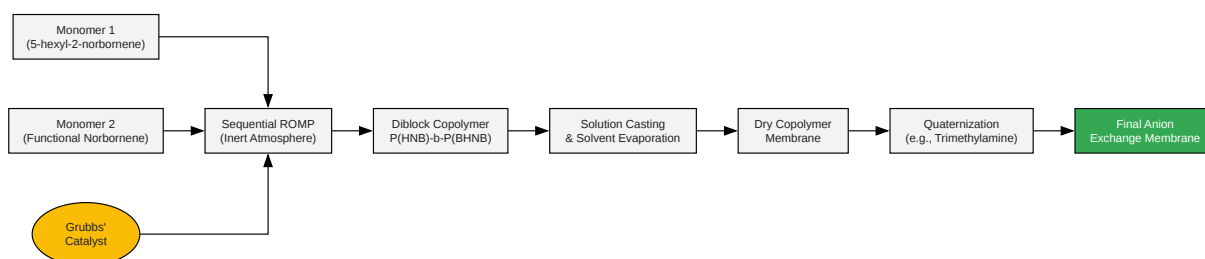 Monomer 1
(5-hexyl-2-norbornene)
Monomer 2
(Functional Norbornene)
Sequential ROMP
(Inert Atmosphere)
Diblock Copolymer
P(HNB)-b-P(BHNB)
Solution Casting
& Solvent Evaporation
Dry Copolymer
Membrane
Quaternization
(e.g., Trimethylamine)
Final Anion
Exchange Membrane
Grubbs'
Catalyst